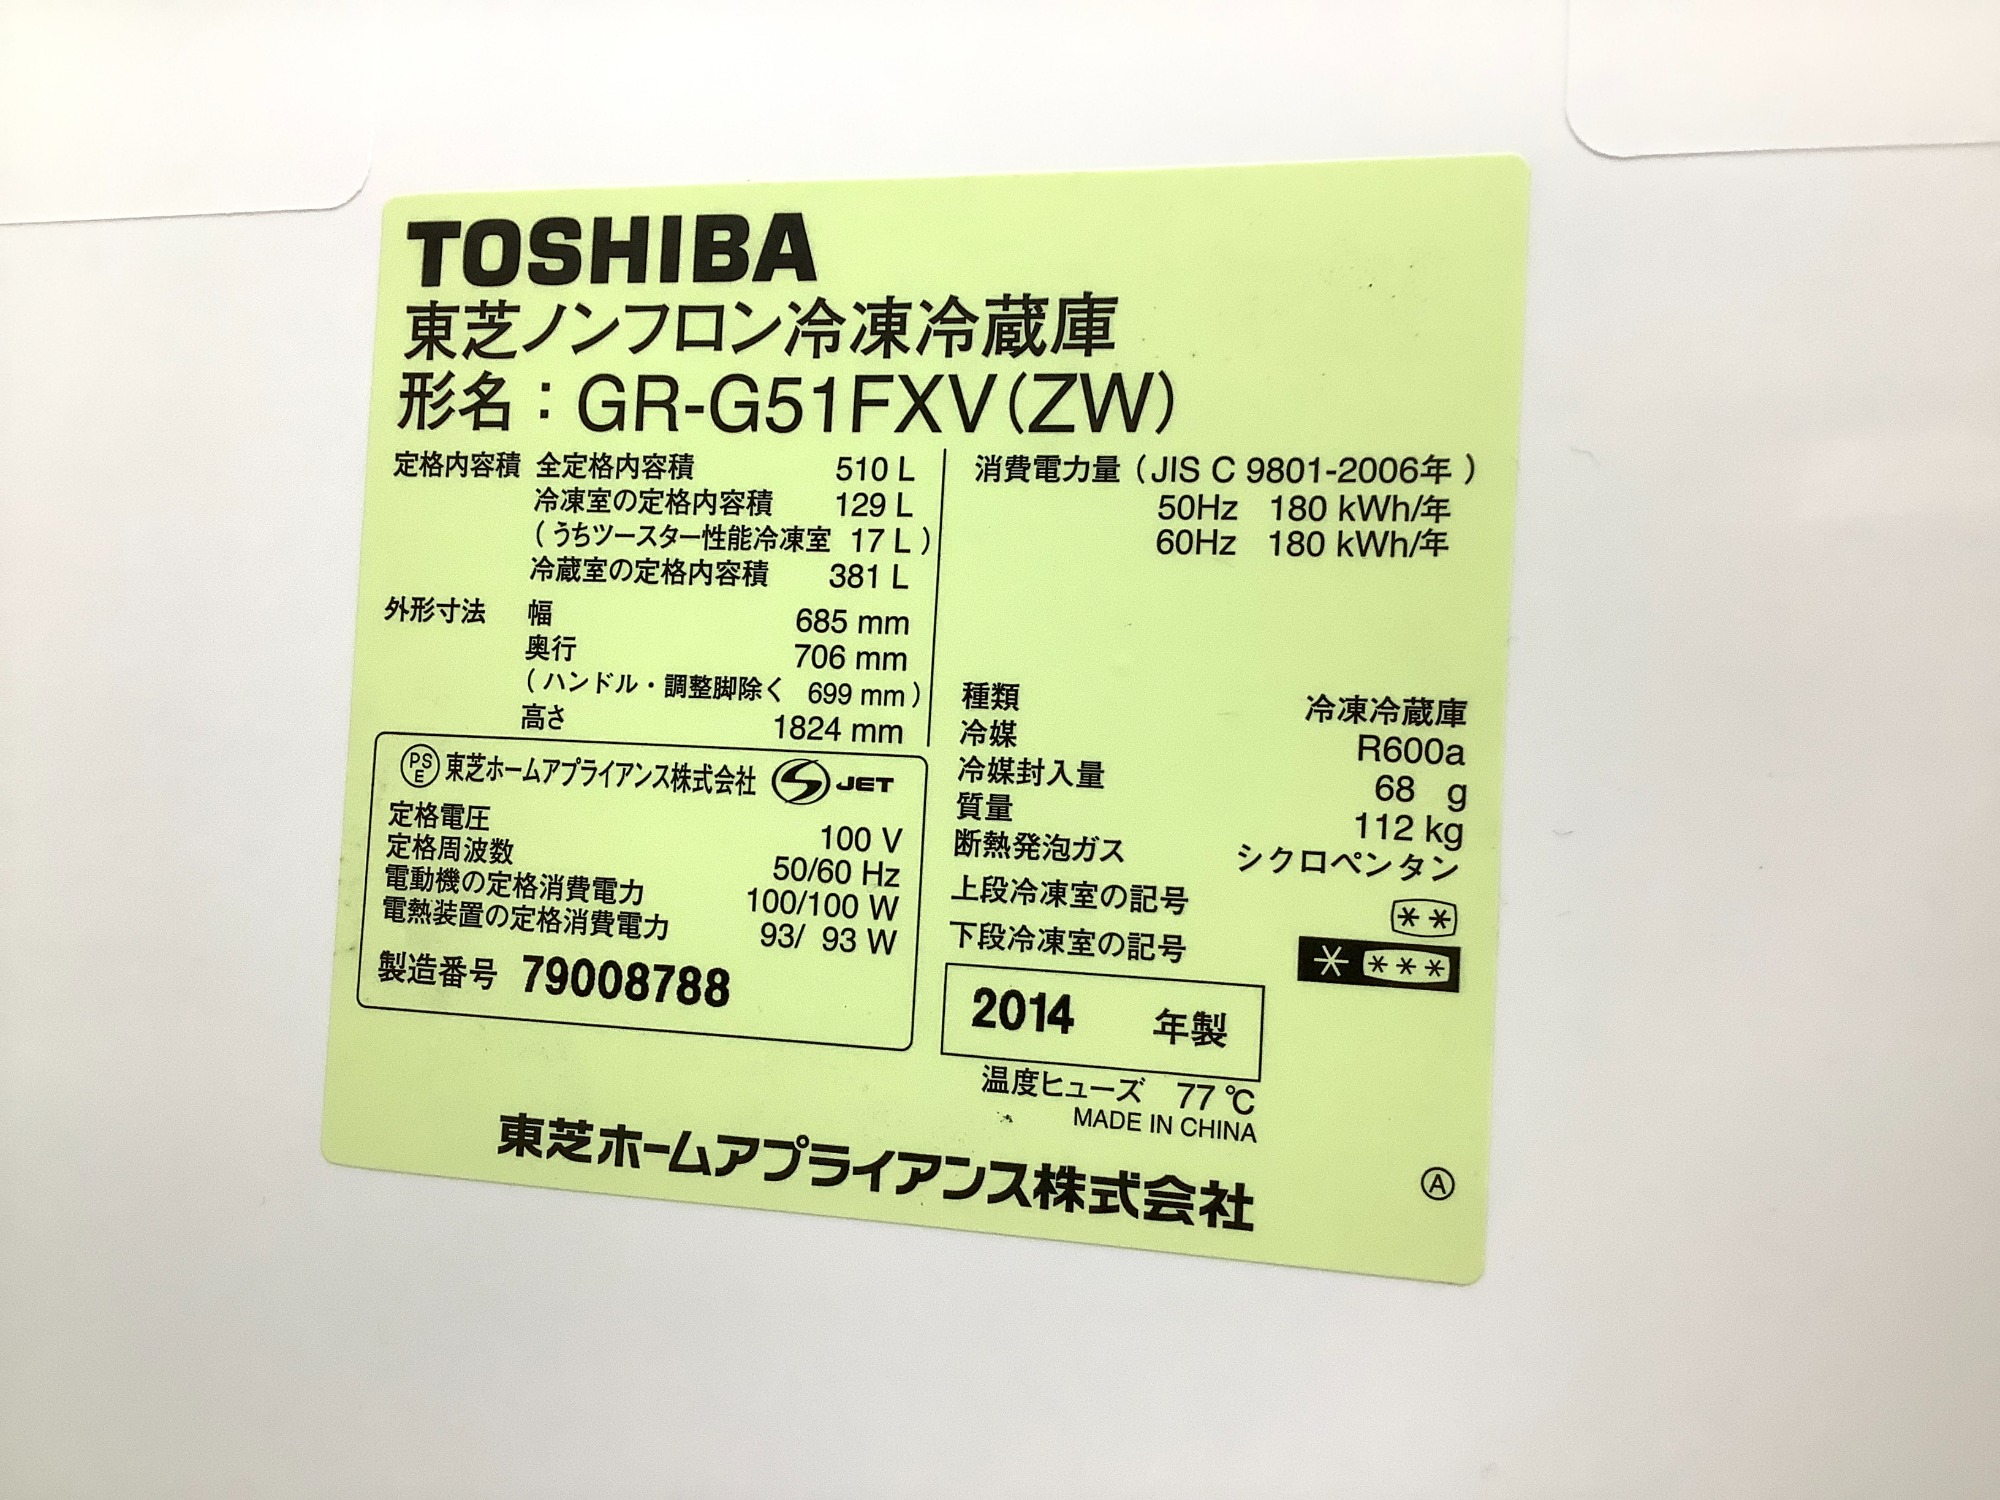 TOSHIBA
東芝ノンフロン冷凍冷蔵庫
形名：GR-G51FXV(ZW)
定格内容積 全定格内容積 510 L
冷凍室の定格内容積 129 L
(うちツースター性能冷凍室 17 L)
冷蔵室の定格内容積 381 L
外形寸法 幅 685 mm
奥行 706 mm
(ハンドル・調整脚除く 699 mm)
高さ 1824 mm
消費電力量 (JIS C 9801-2006年)
50Hz 180 kWh/年
60Hz 180 kWh/年
種類 冷凍冷蔵庫
冷媒 R600a
冷媒封入量 68 g
質量 112 kg
断熱発泡ガス シクロペンタン
上段冷凍室の記号 **
下段冷凍室の記号 * ***
PSE 東芝ホームアプライアンス株式会社 S JET
定格電圧 100 V
定格周波数 50/60 Hz
電動機の定格消費電力 100/100 W
電熱装置の定格消費電力 93/ 93 W
製造番号 79008788
2014 年製
温度ヒューズ 77℃
MADE IN CHINA
東芝ホームアプライアンス株式会社
Ⓐ